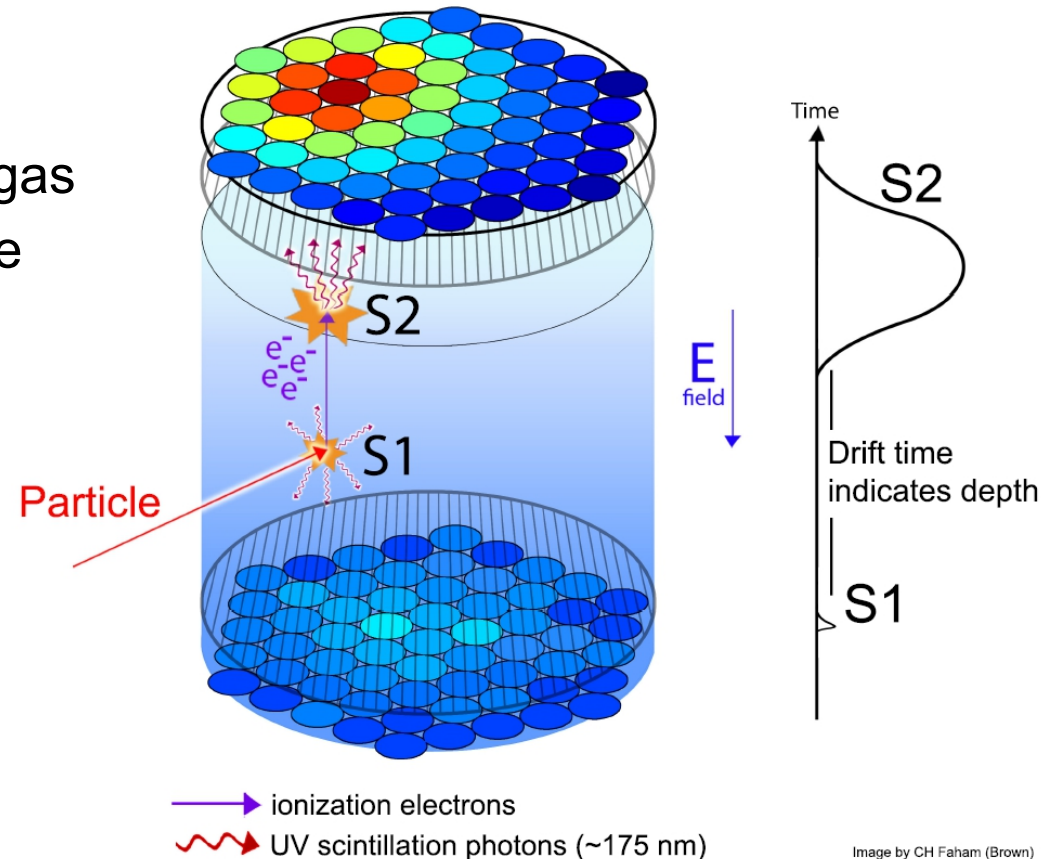 gas
e
Time
S2
S2
e⁻
e⁻
e⁻
e⁻
E
field
S1
Drift time
indicates depth
Particle
S1
ionization electrons
UV scintillation photons (~175 nm)
Image by CH Faham (Brown)